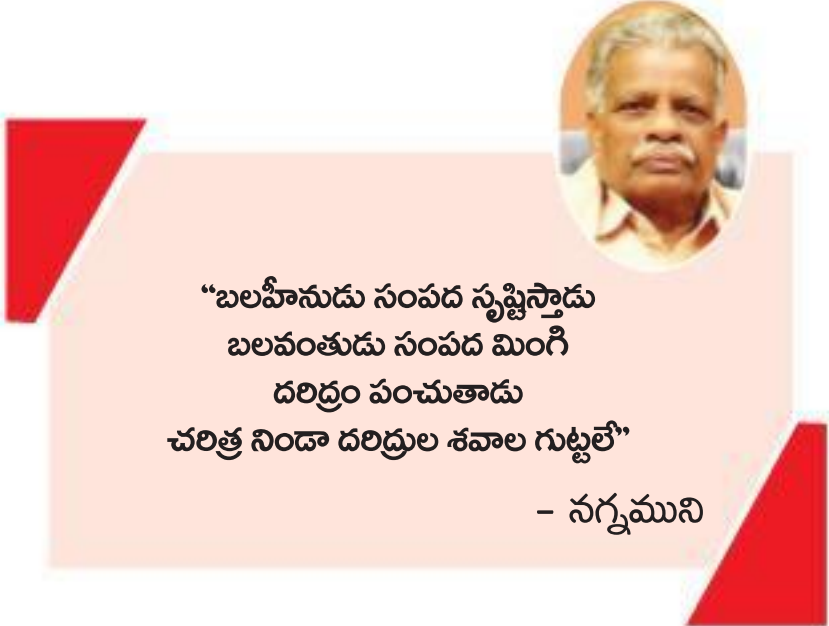 “బలహీనుడు సంపద సృష్టిస్తాడు
బలవంతుడు సంపద మింగి
దరిద్రం పంచుతాడు
చరిత్ర నిండా దరిద్రుల శవాల గుట్టలే”
– నగ్నముని